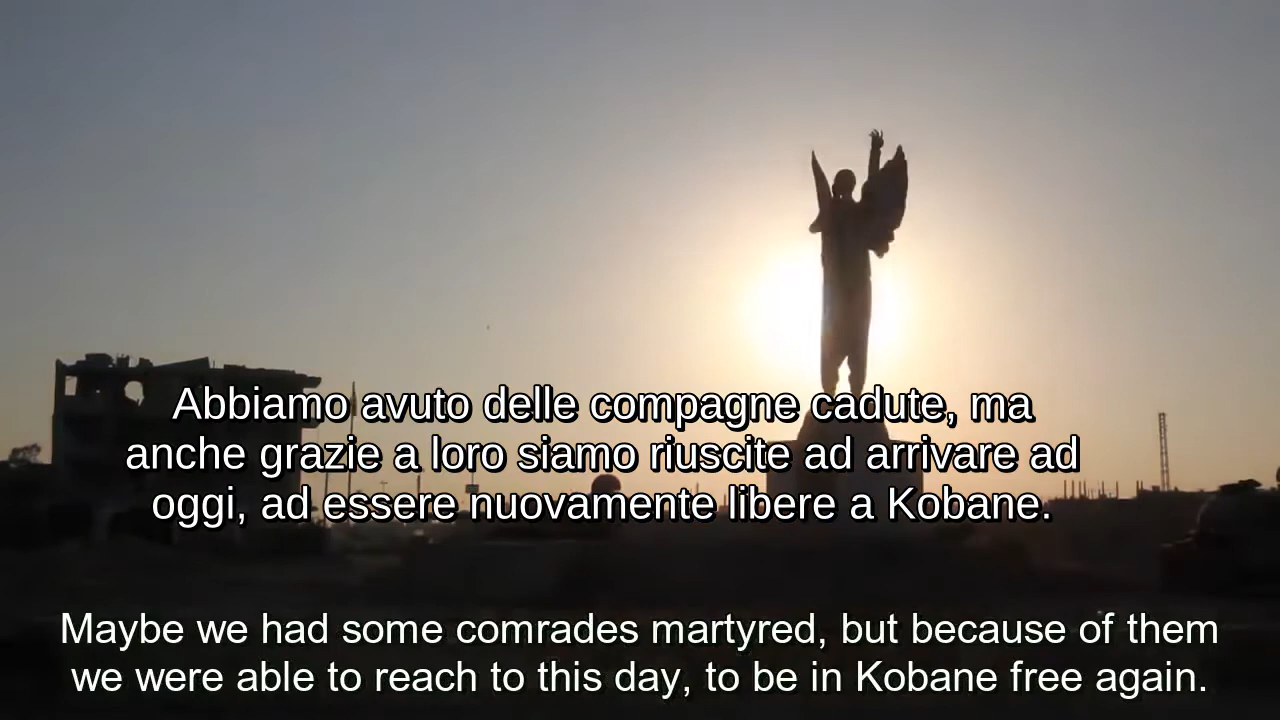 Abbiamo avuto delle compagne cadute, ma
anche grazie a loro siamo riuscite ad arrivare ad
oggi, ad essere nuovamente libere a Kobane.
Maybe we had some comrades martyred, but because of them
we were able to reach to this day, to be in Kobane free again.